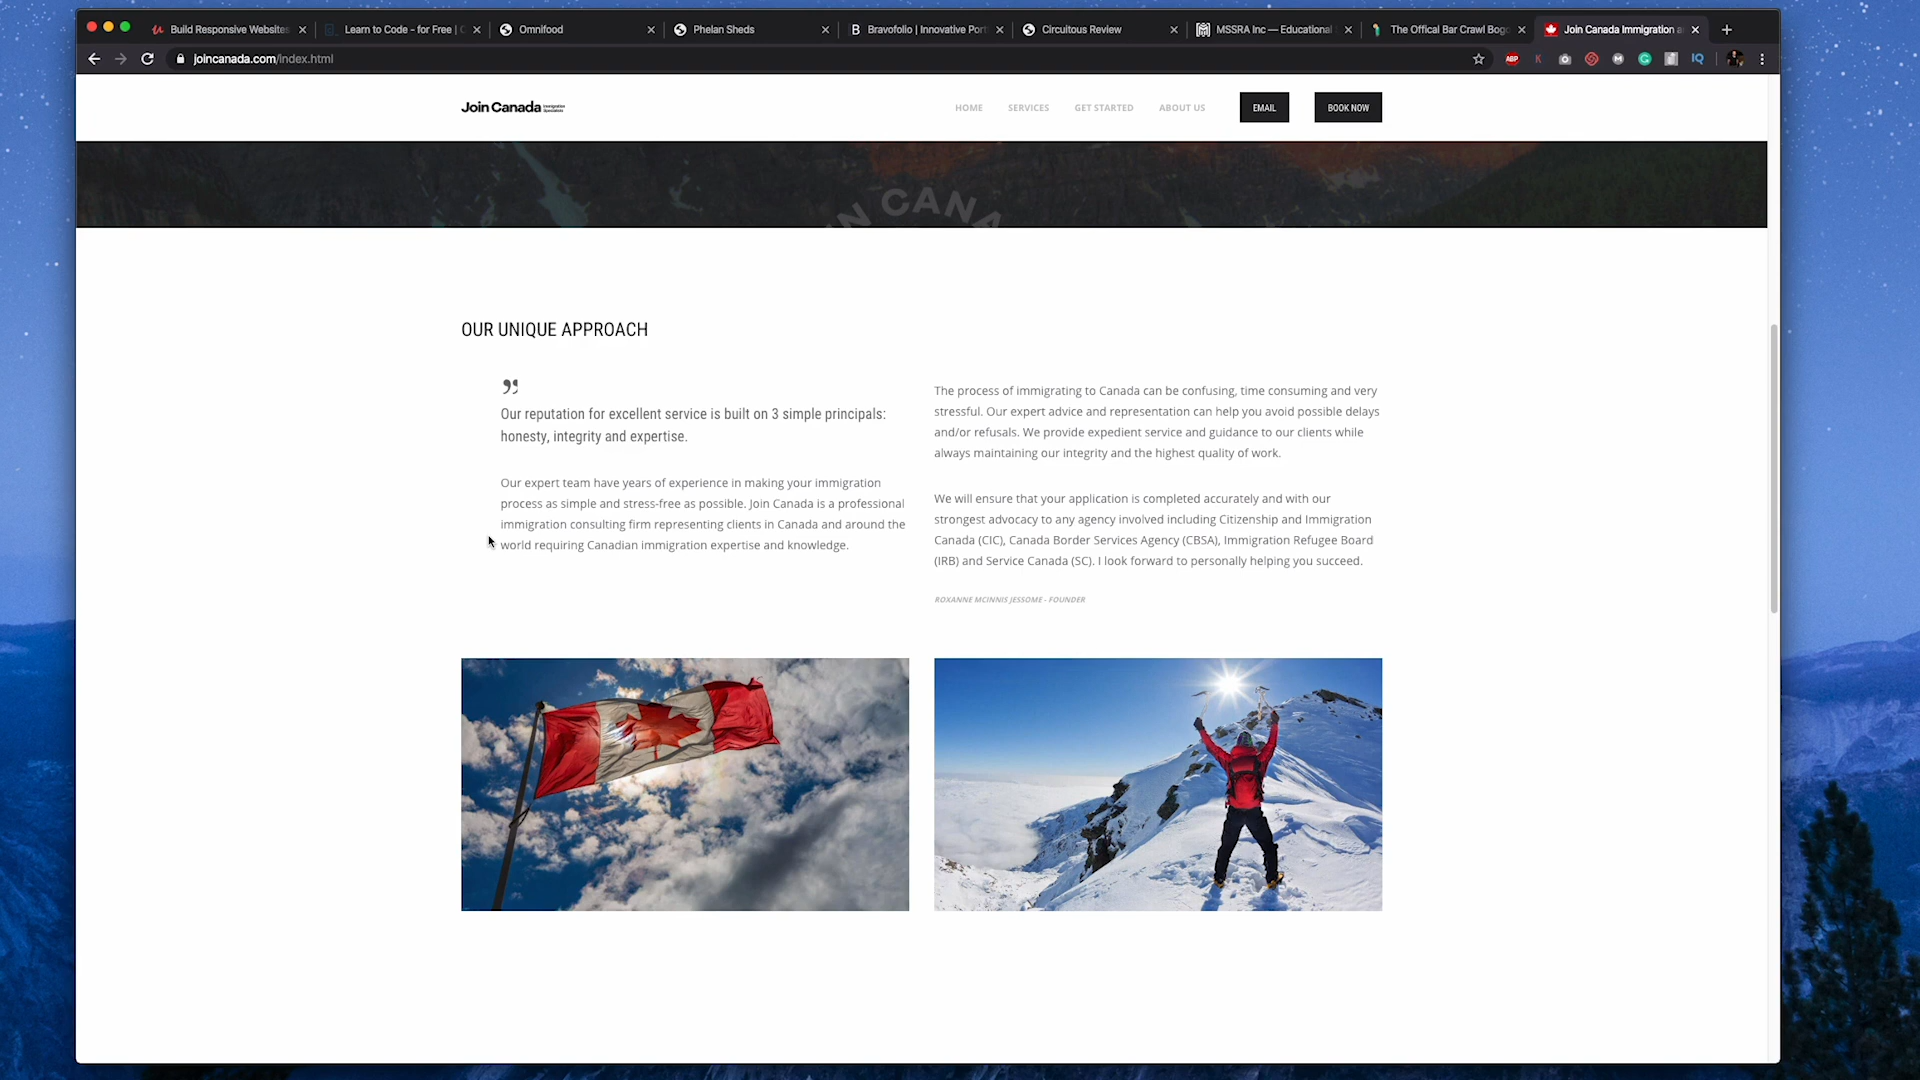 Build Responsive Websites
Learn to Code - for Free |
Omnifood
Phelan Sheds
B Bravofolio | Innovative Port
Circuitous Review
MSSRA Inc — Educational
The Offical Bar Crawl Bogo
Join Canada Immigration a
joincanada.com/index.html
ABP
K
M
IQ
Join Canada Immigration Specialists
HOME
SERVICES
GET STARTED
ABOUT US
EMAIL
BOOK NOW
IN CANA
OUR UNIQUE APPROACH
”
Our reputation for excellent service is built on 3 simple principals:
honesty, integrity and expertise.
Our expert team have years of experience in making your immigration
process as simple and stress-free as possible. Join Canada is a professional
immigration consulting firm representing clients in Canada and around the
world requiring Canadian immigration expertise and knowledge.
The process of immigrating to Canada can be confusing, time consuming and very
stressful. Our expert advice and representation can help you avoid possible delays
and/or refusals. We provide expedient service and guidance to our clients while
always maintaining our integrity and the highest quality of work.
We will ensure that your application is completed accurately and with our
strongest advocacy to any agency involved including Citizenship and Immigration
Canada (CIC), Canada Border Services Agency (CBSA), Immigration Refugee Board
(IRB) and Service Canada (SC). I look forward to personally helping you succeed.
ROXANNE MCINNIS JESSOME - FOUNDER